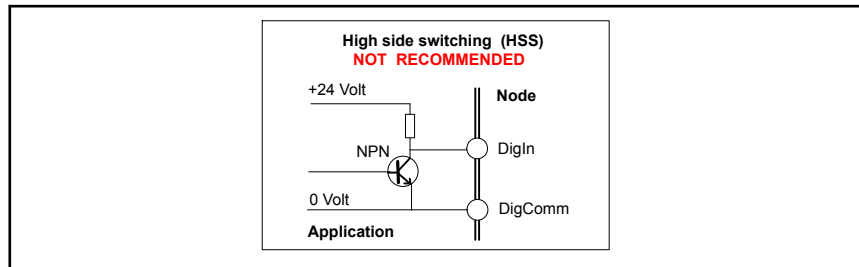 High side switching (HSS)
NOT RECOMMENDED
+24 Volt
Node
DigIn
NPN
0 Volt
DigComm
Application